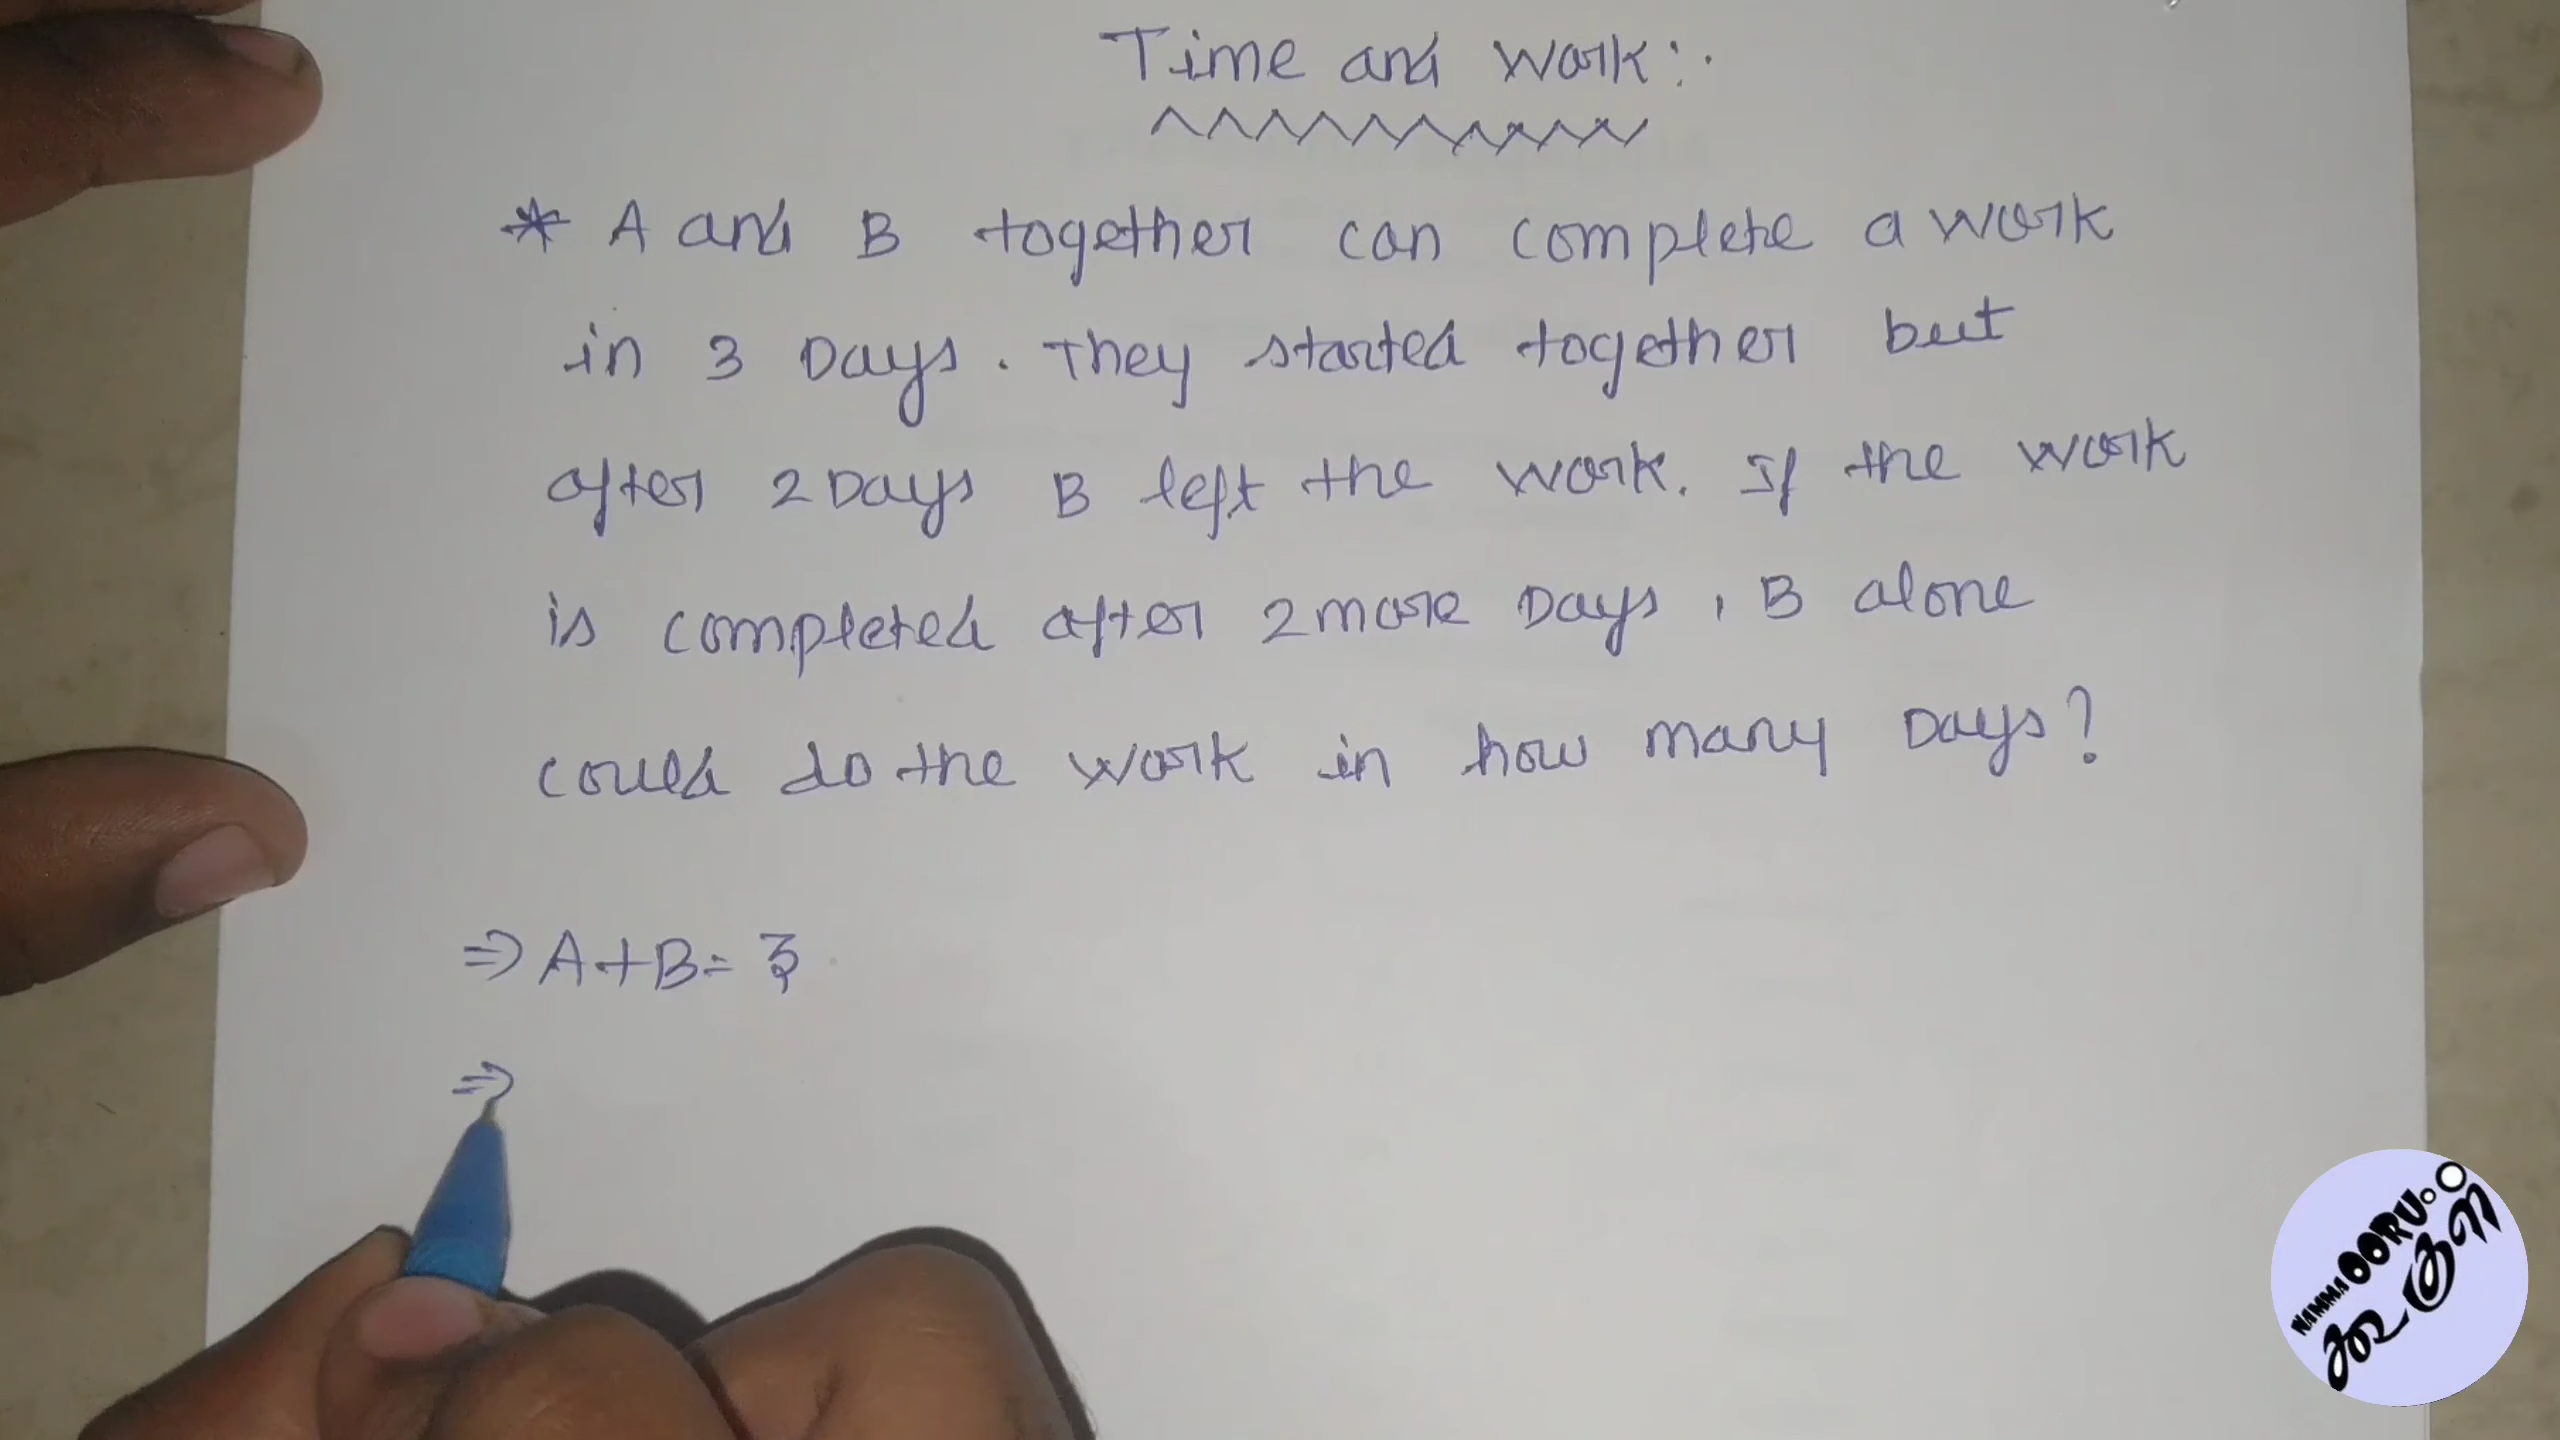 Time and Work:-
* A and B together can complete a work
in 3 Days. They started together but
after 2 Days B left the work. If the work
is completed after 2 more Days, B alone
could do the work in how many Days?
⇒ A+B= 3
⇒
NAMMA OORU